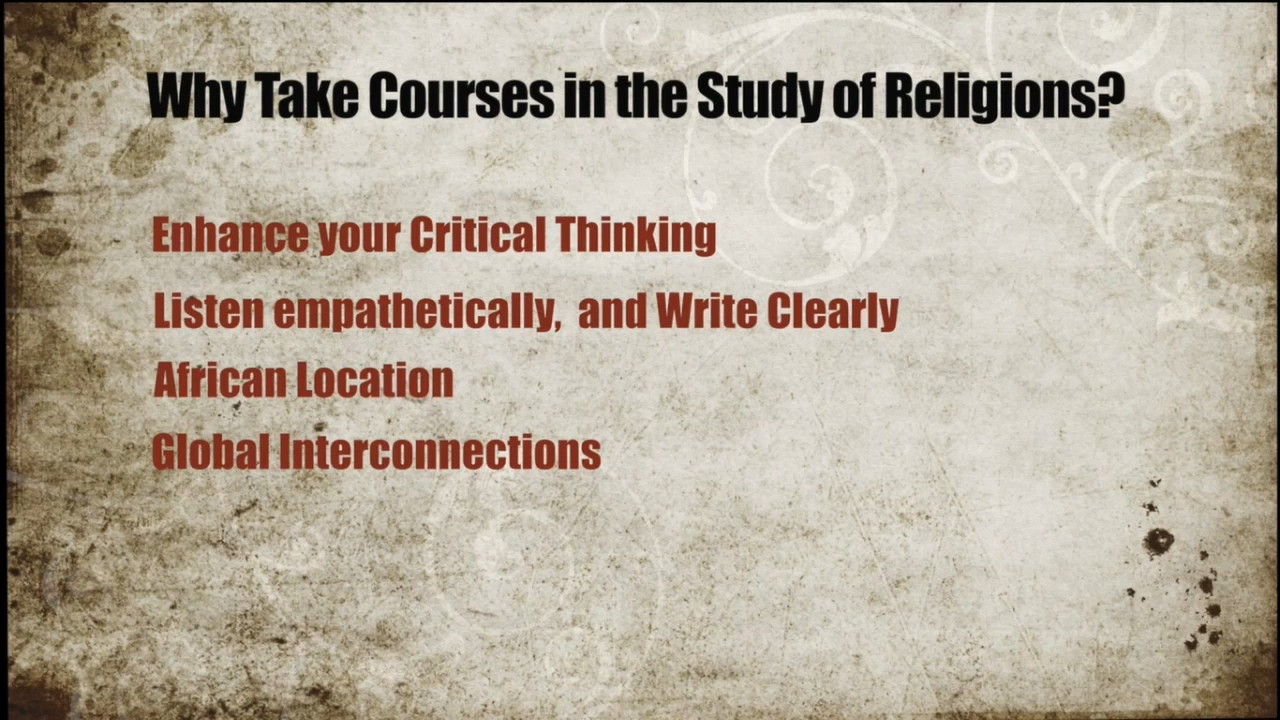 Why Take Courses in the Study of Religions?
Enhance your Critical Thinking
Listen empathetically,  and Write Clearly
African Location
Global Interconnections